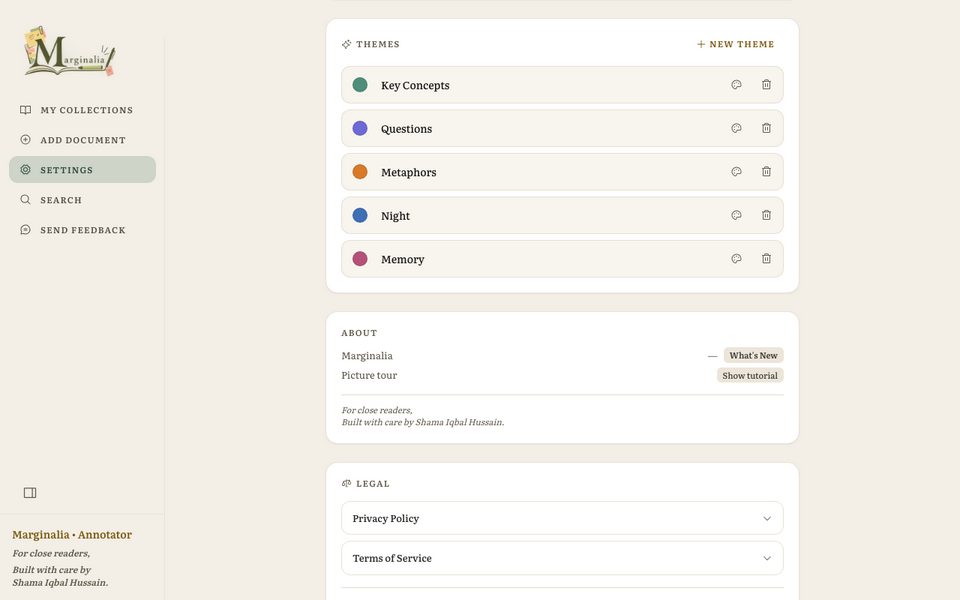 Marginalia
MY COLLECTIONS
ADD DOCUMENT
SETTINGS
SEARCH
SEND FEEDBACK
Marginalia • Annotator
For close readers,
Built with care by
Shama Iqbal Hussain.
THEMES
NEW THEME
Key Concepts
Questions
Metaphors
Night
Memory
ABOUT
Marginalia — What's New
Picture tour Show tutorial
For close readers,
Built with care by Shama Iqbal Hussain.
LEGAL
Privacy Policy
Terms of Service